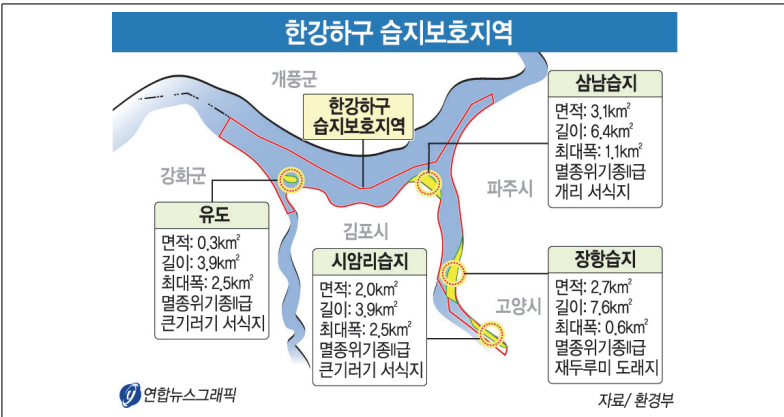 한강하구 습지보호지역
개풍군
한강하구
습지보호지역
삼남습지
면적: 3.1km²
길이: 6.4km²
최대폭: 1.1km²
멸종위기종Ⅱ급
개리 서식지
강화군
파주시
유도
면적: 0.3km²
길이: 3.9km²
최대폭: 2.5km²
멸종위기종Ⅱ급
큰기러기 서식지
김포시
시암리습지
면적: 2.0km²
길이: 3.9km²
최대폭: 2.5km²
멸종위기종Ⅱ급
큰기러기 서식지
고양시
장항습지
면적: 2.7km²
길이: 7.6km²
최대폭: 0.6km²
멸종위기종Ⅱ급
재두루미 도래지
연합뉴스그래픽
자료/ 환경부